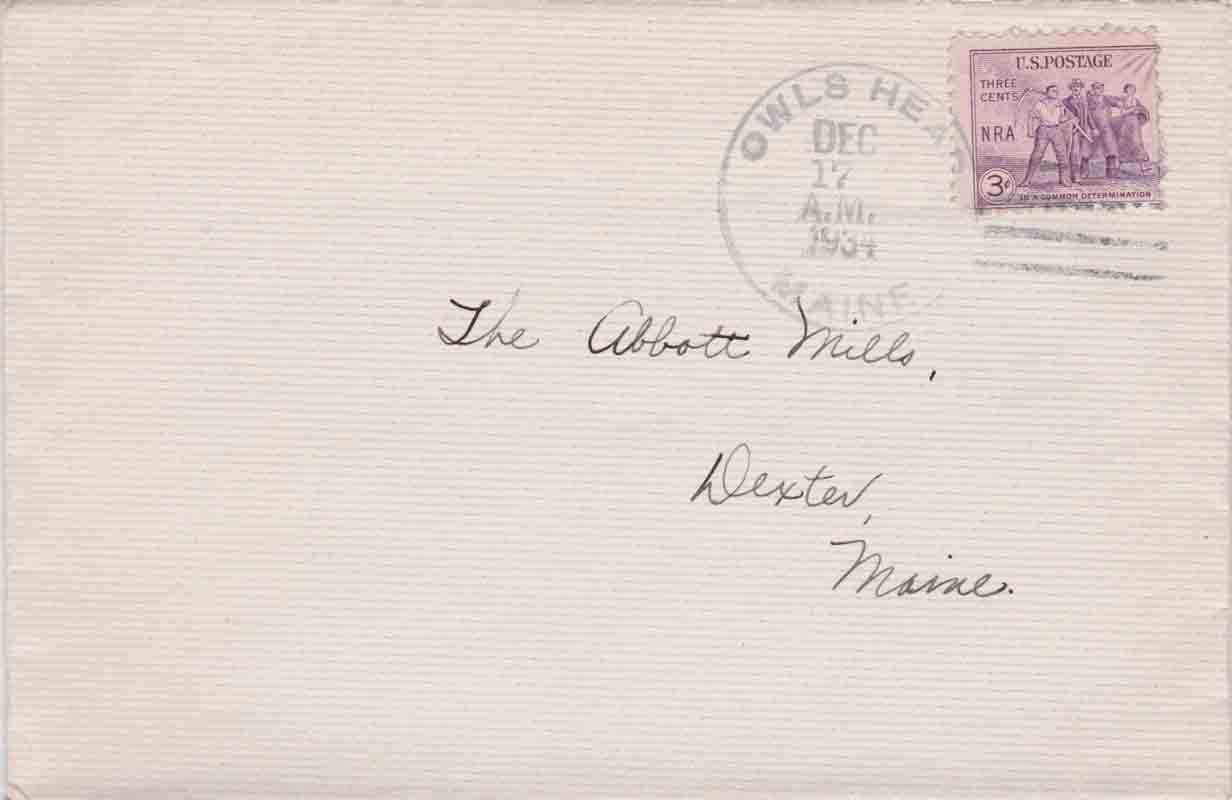 U.S.POSTAGE
THREE
CENTS
NRA
3¢
IN A COMMON DETERMINATION
OWLS HEAD
DEC
17
A.M.
1934
MAINE
The Abbott Mills,
Dexter,
Maine.